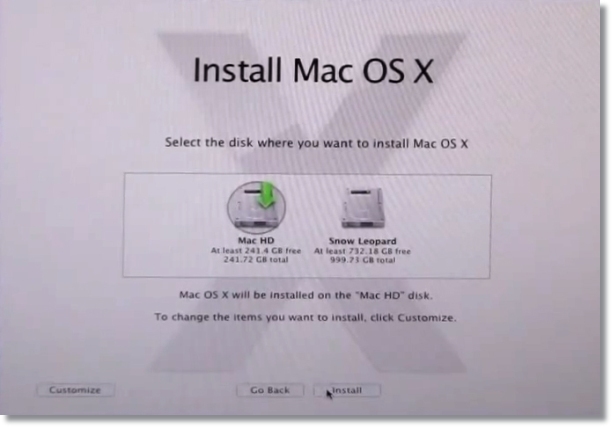 Install Mac OS X
Select the disk where you want to install Mac OS X
Mac HD
At least 241.4 GB free
241.72 GB total
Snow Leopard
At least 732.18 GB free
999.73 GB total
Mac OS X will be installed on the "Mac HD" disk.
To change the items you want to install, click Customize.
Customize
Go Back
Install